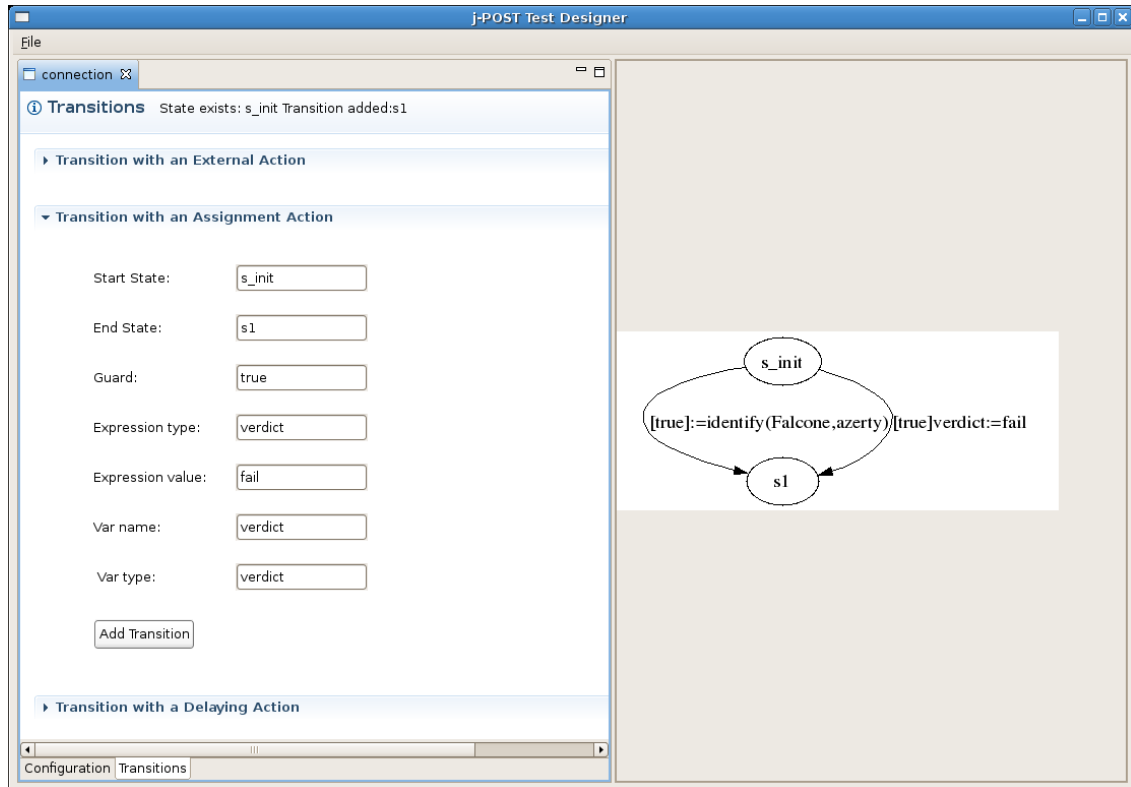 j-POST Test Designer
File
connection
Transitions State exists: s_init Transition added:s1
Transition with an External Action
Transition with an Assignment Action
Start State: s_init
End State: s1
Guard: true
Expression type: verdict
Expression value: fail
Var name: verdict
Var type: verdict
Add Transition
Transition with a Delaying Action
Configuration Transitions
s_init
[true]:=identify(Falcone,azerty) [true]verdict:=fail
s1